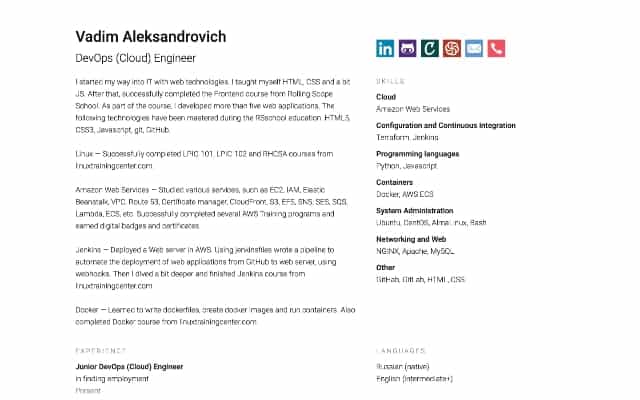 Vadim Aleksandrovich
DevOps (Cloud) Engineer
I started my way into IT with web technologies. I taught myself HTML, CSS and a bit
JS. After that, successfully completed the Frontend course from Rolling Scope
School. As part of the course, I developed more than five web applications. The
following technologies have been mastered during the RSschool education: HTML5,
CSS3, Javascript, git, GitHub.
Linux — Successfully completed LPIC 101, LPIC 102 and RHCSA courses from
linuxtrainingcenter.com.
Amazon Web Services — Studied various services, such as EC2, IAM, Elastic
Beanstalk, VPC, Route 53, Certificate manager, CloudFront, S3, EFS, SNS, SES, SQS,
Lambda, ECS, etc. Successfully completed several AWS Training programs and
earned digital badges and certificates.
Jenkins — Deployed a Web server in AWS. Using jenkinsfiles wrote a pipeline to
automate the deployment of web applications from GitHub to web server, using
webhooks. Then I dived a bit deeper and finished Jenkins course from
linuxtrainingcenter.com
Docker — Learned to write dockerfiles, create docker images and run containers. Also
completed Docker course from linuxtrainingcenter.com.
EXPERIENCE
Junior DevOps (Cloud) Engineer
in finding employment
Present
in
SKILLS
Cloud
Amazon Web Services
Configuration and Continuous Integration
Terraform, Jenkins
Programming languages
Python, Javascript
Containers
Docker, AWS ECS
System Administration
Ubuntu, CentOS, AlmaLinux, Bash
Networking and Web
NGINX, Apache, MySQL
Other
GitHab, GitLab, HTML, CSS
LANGUAGES
Russian (native)
English (intermediate+)